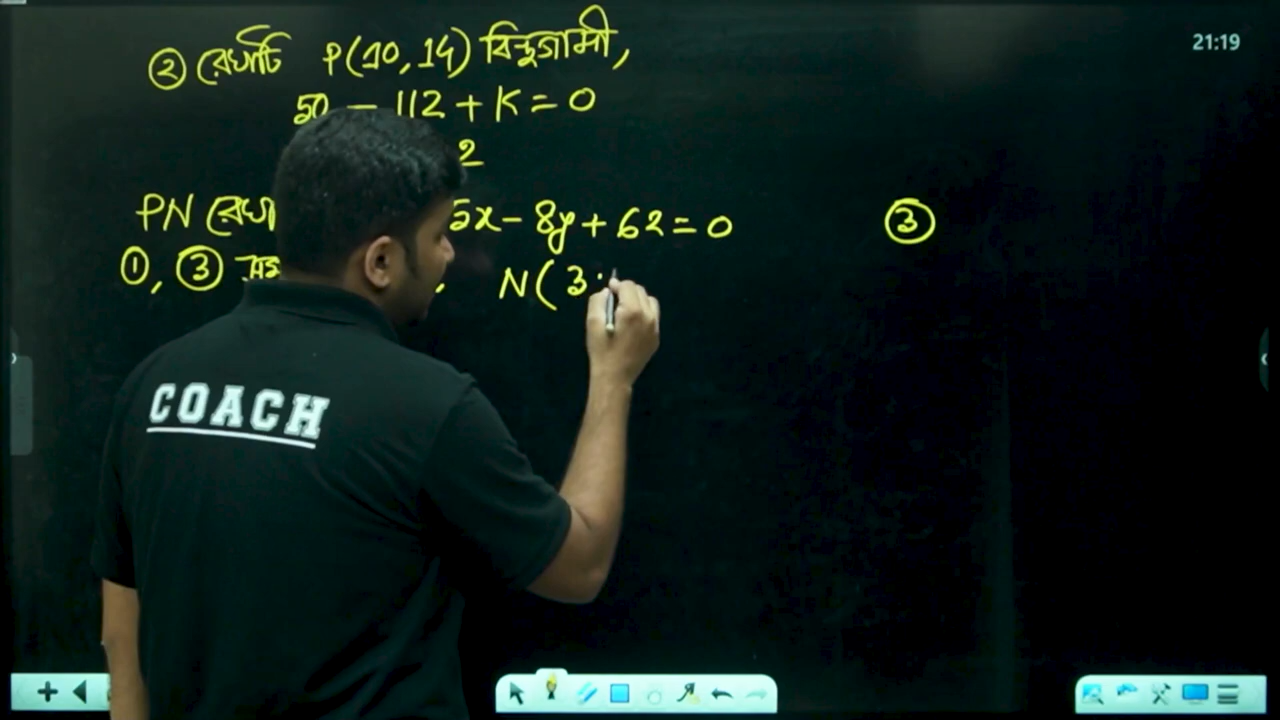 21:19
② রেখাটি P(10,14) বিন্দুগামী,
50 - 112 + K = 0
2
PN রেখা 5x - 8y + 62 = 0 ③
①, ③ , N(3
COACH